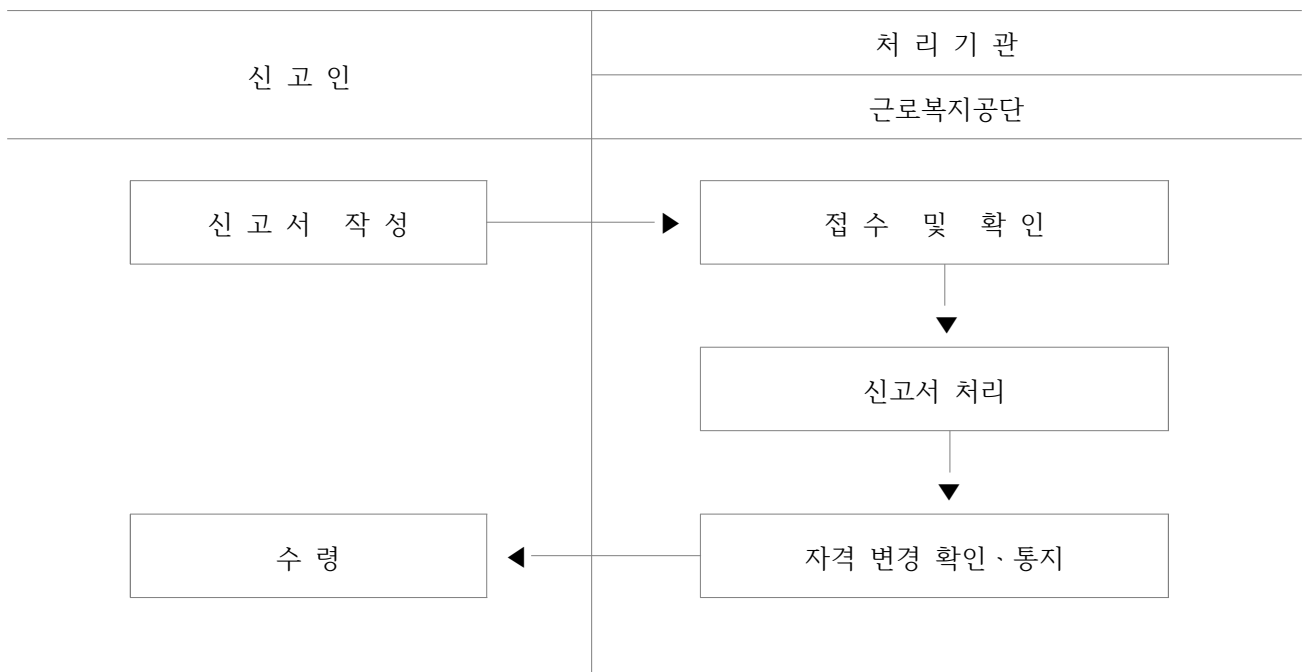 신 고 인
처 리 기 관
근로복지공단
신 고 서 작 성
접 수 및 확 인
신고서 처리
자격 변경 확인ㆍ통지
수 령